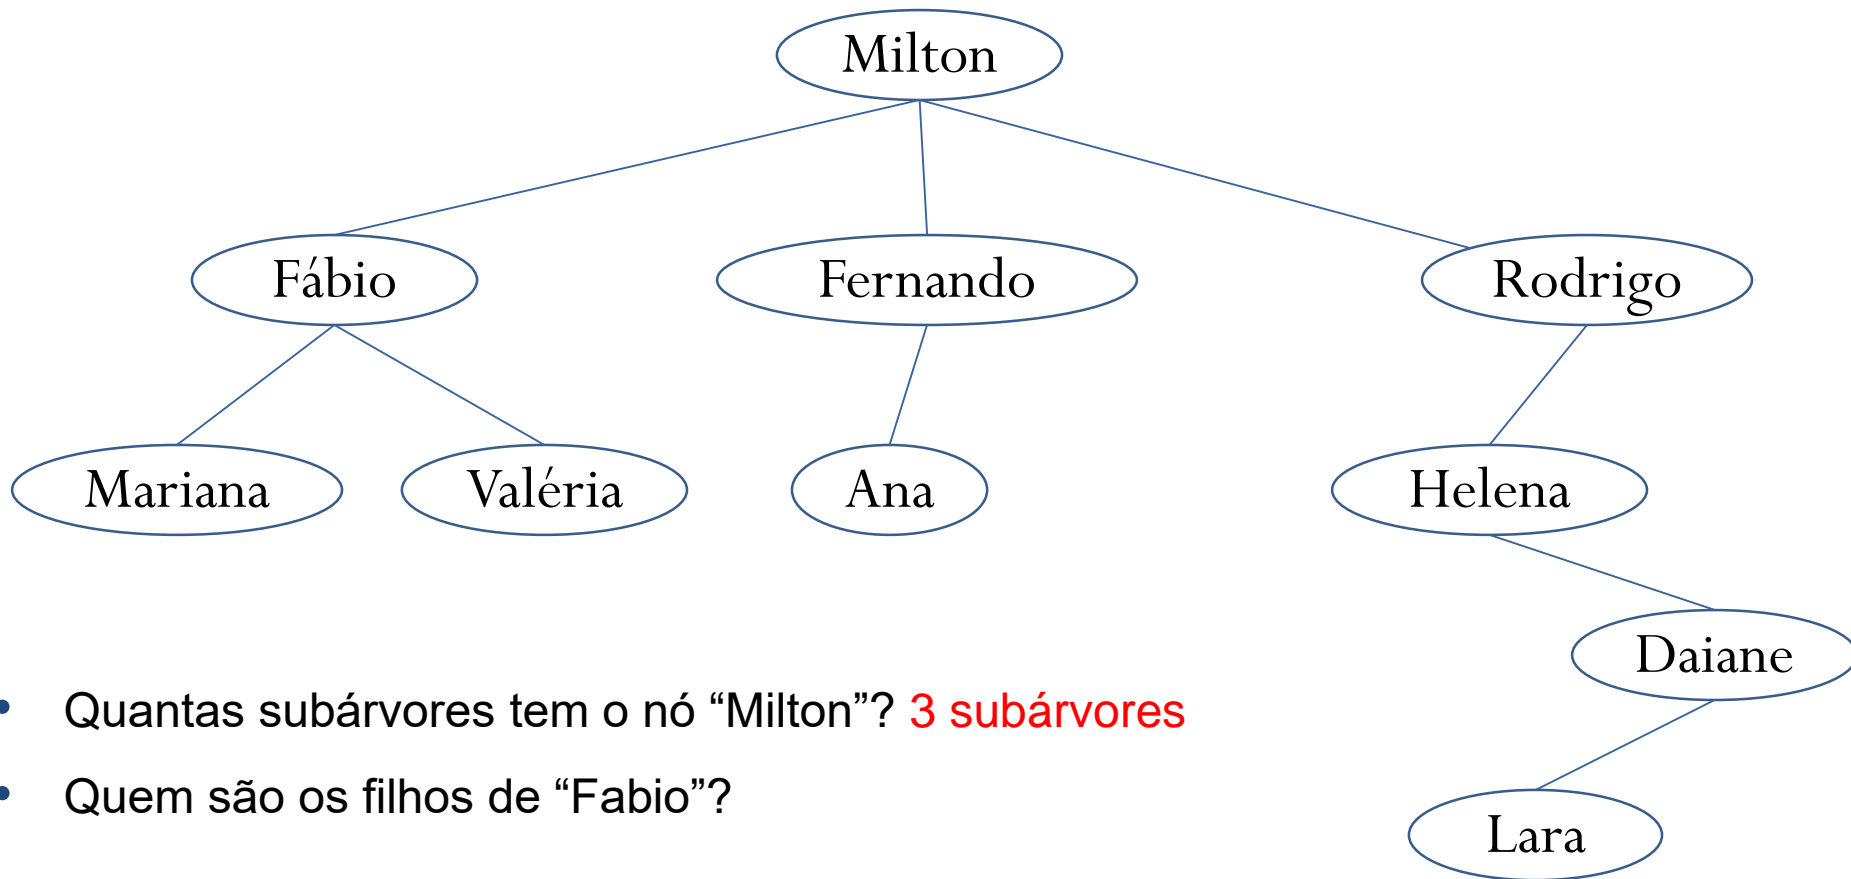 Milton
Fábio
Fernando
Rodrigo
Mariana
Valéria
Ana
Helena
Daiane
• Quantas subárvores tem o nó “Milton”? 3 subárvores
• Quem são os filhos de “Fabio”?
Lara